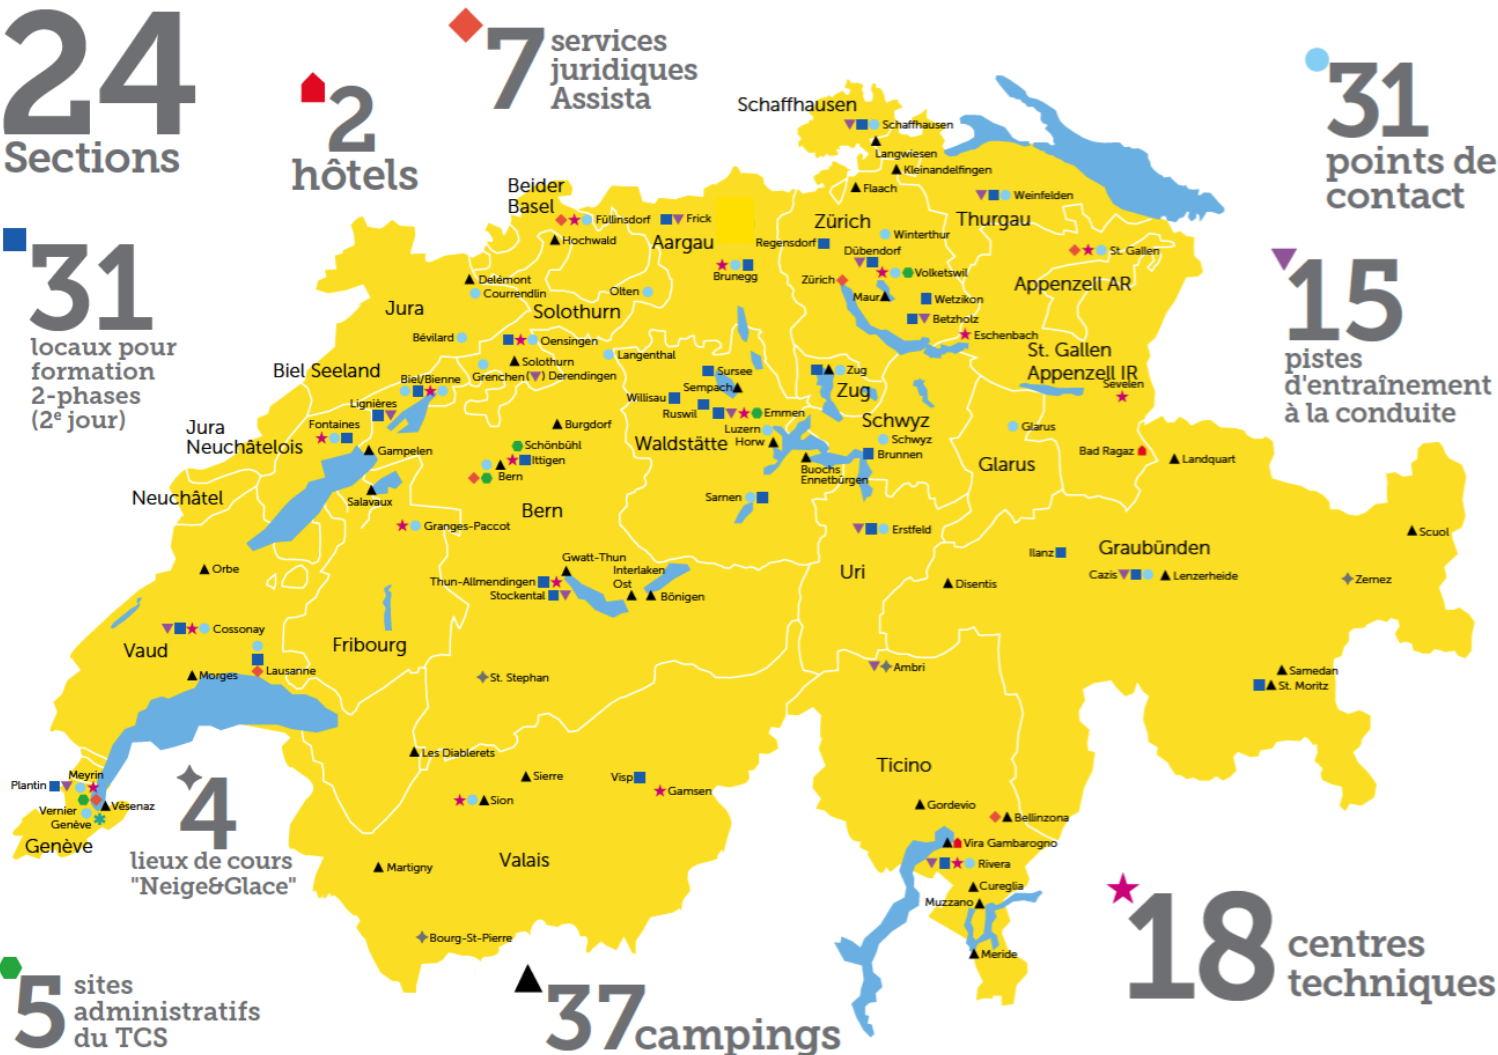 24
Sections
2
hôtels
7
services
juridiques
Assista
31
points de
contact
31
locaux pour
formation
2-phases
(2e jour)
15
pistes
d'entraînement
à la conduite
4
lieux de cours
"Neige&Glace"
5
sites
administratifs
du TCS
37 campings
18
centres
techniques
Schaffhausen
Schaffhausen
Langwiesen
Kleinandelfingen
Flaach
Beider
Basel
Füllinsdorf
Frick
Hochwald
Aargau
Brunegg
Zürich
Winterthur
Regensdorf
Dübendorf
Volketswil
Zürich
Maur
Wetzikon
Betzholz
Eschenbach
Thurgau
Weinfelden
St. Gallen
Appenzell AR
St. Gallen
Appenzell IR
Sevelen
Delémont
Courrendlin
Olten
Jura
Solothurn
Bévilard
Oensingen
Langenthal
Solothurn
Grenchen
(▼) Derendingen
Biel Seeland
Biel/Bienne
Lignières
Fontaines
Jura
Neuchâtelois
Gampelen
Neuchâtel
Salavaux
Burgdorf
Schönbühl
Ittigen
Bern
Bern
Granges-Paccot
Sursee
Sempach
Willisau
Ruswil
Emmen
Luzern
Horw
Waldstätte
Buochs
Ennetbürgen
Sarnen
Zug
Zug
Schwyz
Schwyz
Brunnen
Glarus
Glarus
Bad Ragaz
Landquart
Erstfeld
Uri
Ilanz
Graubünden
Cazis
Lenzerheide
Disentis
Scuol
Zernez
Samedan
St. Moritz
Orbe
Gwatt-Thun
Interlaken
Ost
Thun-Allmendingen
Stockental
Bönigen
Cossonay
Vaud
Lausanne
Morges
Fribourg
St. Stephan
Ambri
Les Diablerets
Sierre
Visp
Gamsen
Sion
Valais
Martigny
Bourg-St-Pierre
Meyrin
Plantin
Vésenaz
Vernier
Genève
Genève
Ticino
Gordevio
Bellinzona
Vira Gambarogno
Rivera
Cureglia
Muzzano
Meride